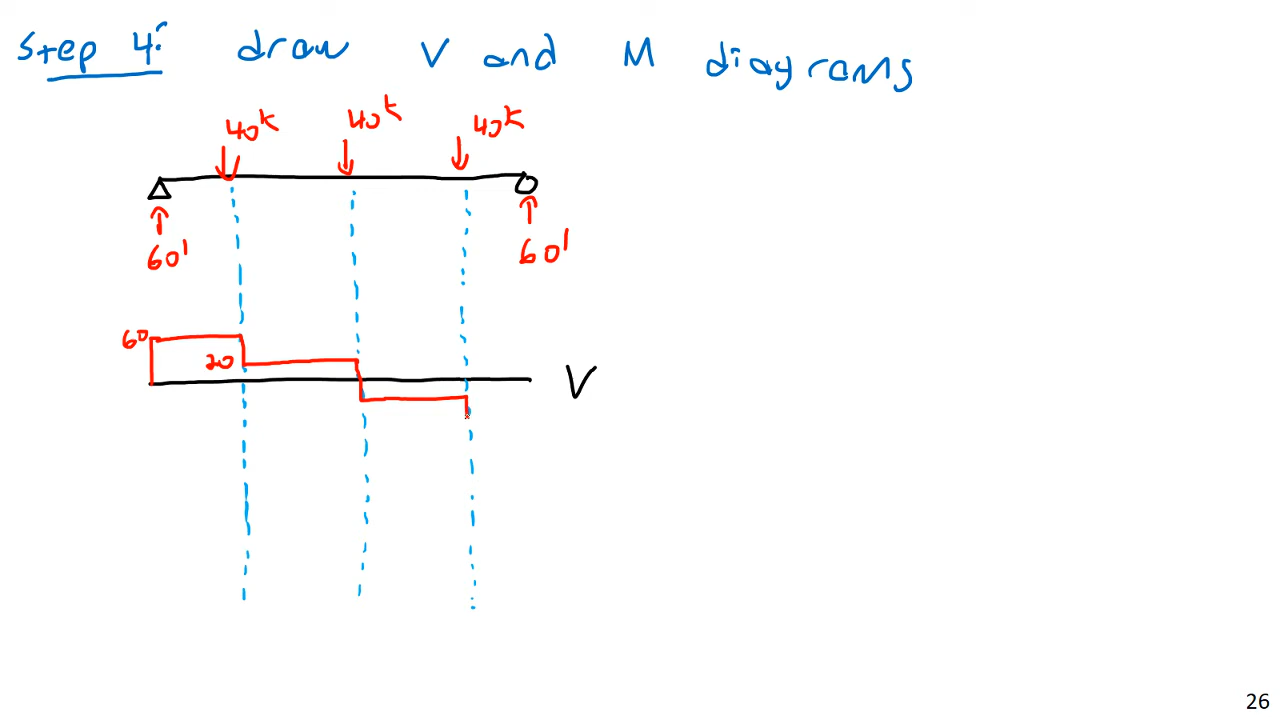 Step 4: draw V and M diagrams
40k 40k 40k
60' 60'
60
20
V
26